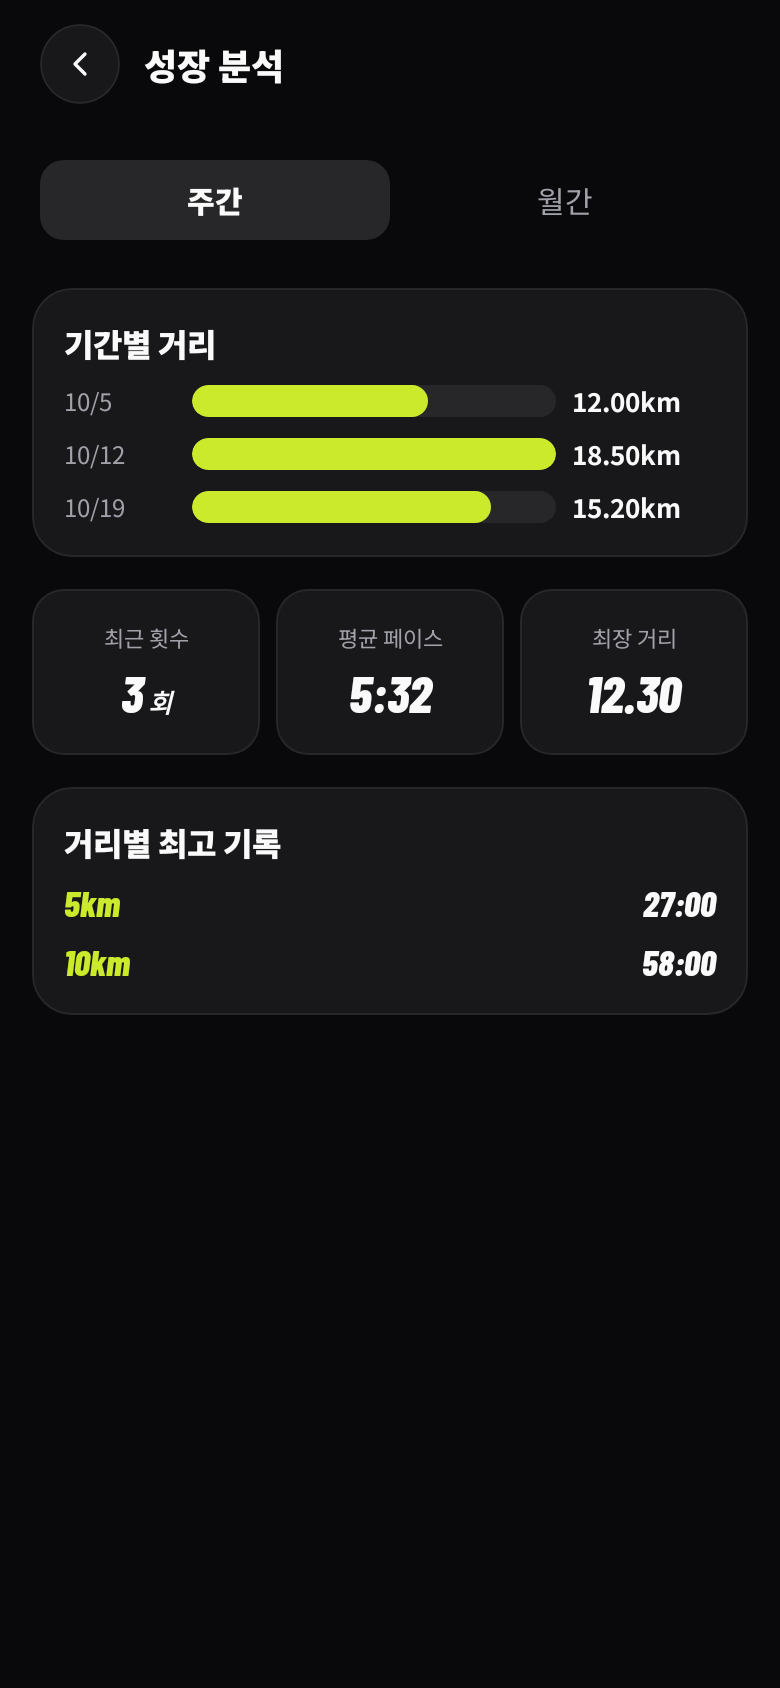 성장 분석
주간 월간
기간별 거리
10/5 12.00km
10/12 18.50km
10/19 15.20km
최근 횟수 평균 페이스 최장 거리
3 회 5:32 12.30
거리별 최고 기록
5km 27:00
10km 58:00